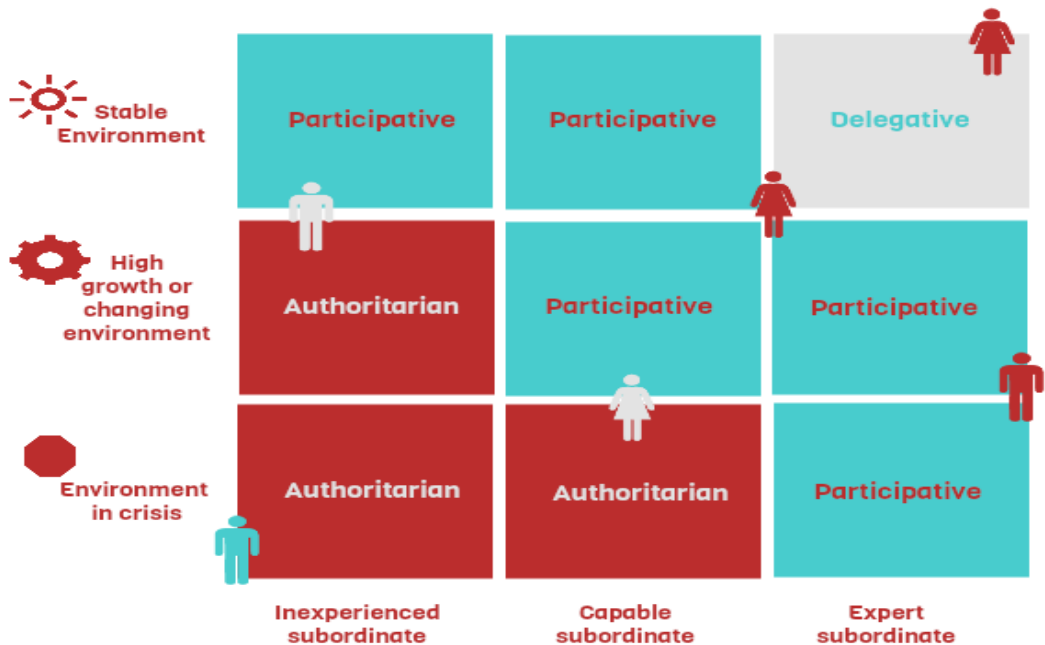 Stable
Environment
Participative
Participative
Delegative
High
growth or
changing
environment
Authoritarian
Participative
Participative
Environment
in crisis
Authoritarian
Authoritarian
Participative
Inexperienced
subordinate
Capable
subordinate
Expert
subordinate